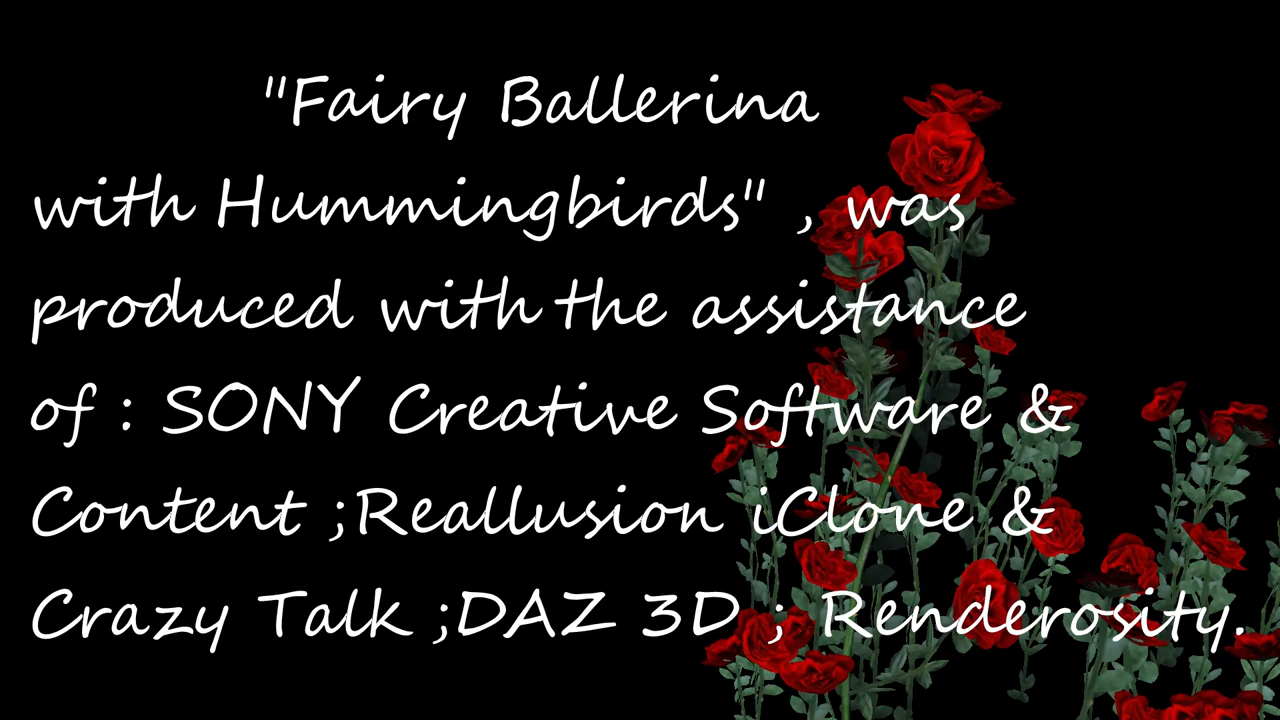 "Fairy Ballerina
with Hummingbirds" , was
produced with the assistance
of : SONY Creative Software &
Content ;Reallusion iClone &
Crazy Talk ;DAZ 3D ; Renderosity.